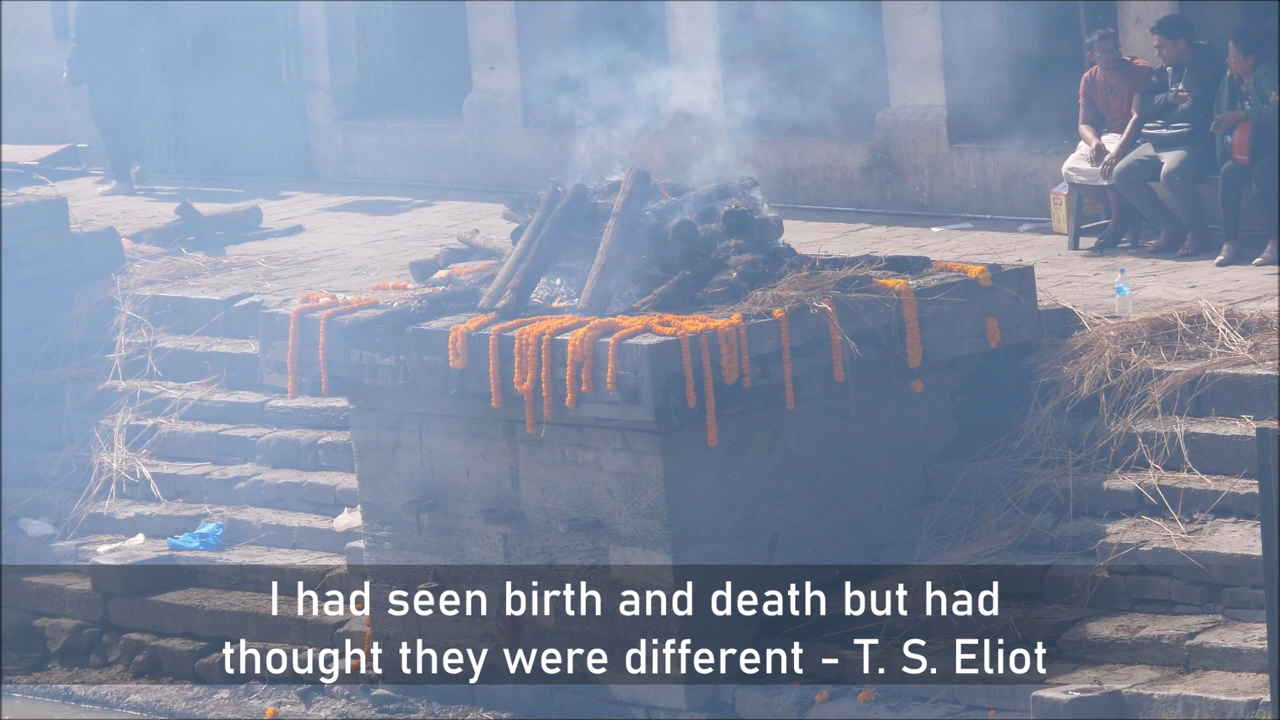 I had seen birth and death but had
thought they were different - T. S. Eliot